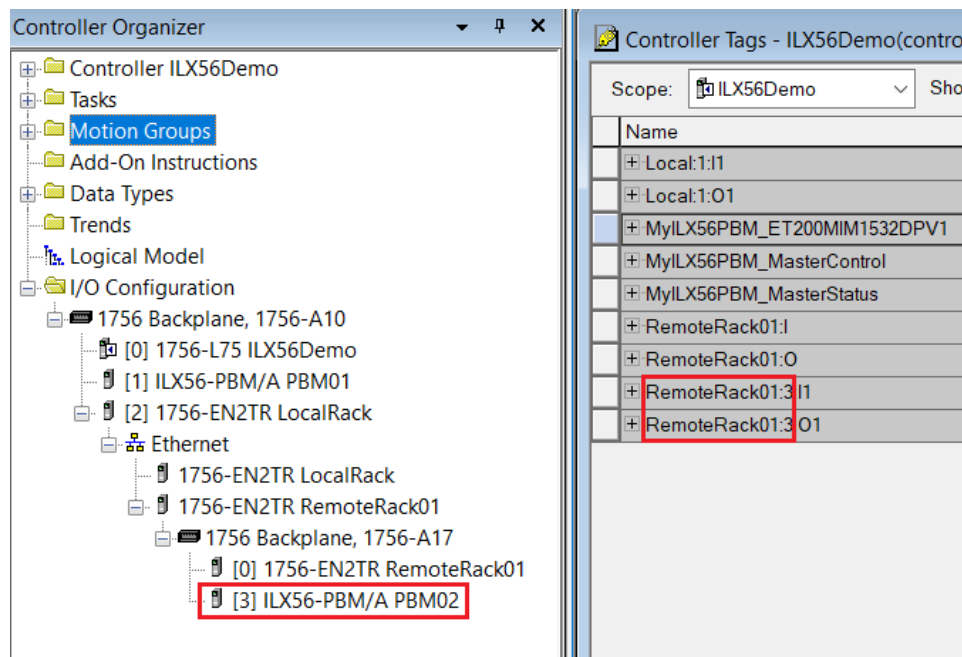 Controller Organizer
Controller ILX56Demo
Tasks
Motion Groups
Add-On Instructions
Data Types
Trends
Logical Model
I/O Configuration
1756 Backplane, 1756-A10
[0] 1756-L75 ILX56Demo
[1] ILX56-PBM/A PBM01
[2] 1756-EN2TR LocalRack
Ethernet
1756-EN2TR LocalRack
1756-EN2TR RemoteRack01
1756 Backplane, 1756-A17
[0] 1756-EN2TR RemoteRack01
[3] ILX56-PBM/A PBM02
Controller Tags - ILX56Demo(contro
Scope: ILX56Demo Sho
Name
Local:1:I1
Local:1:O1
MyILX56PBM_ET200MIM1532DPV1
MyILX56PBM_MasterControl
MyILX56PBM_MasterStatus
RemoteRack01:I
RemoteRack01:O
RemoteRack01:3:I1
RemoteRack01:3:O1